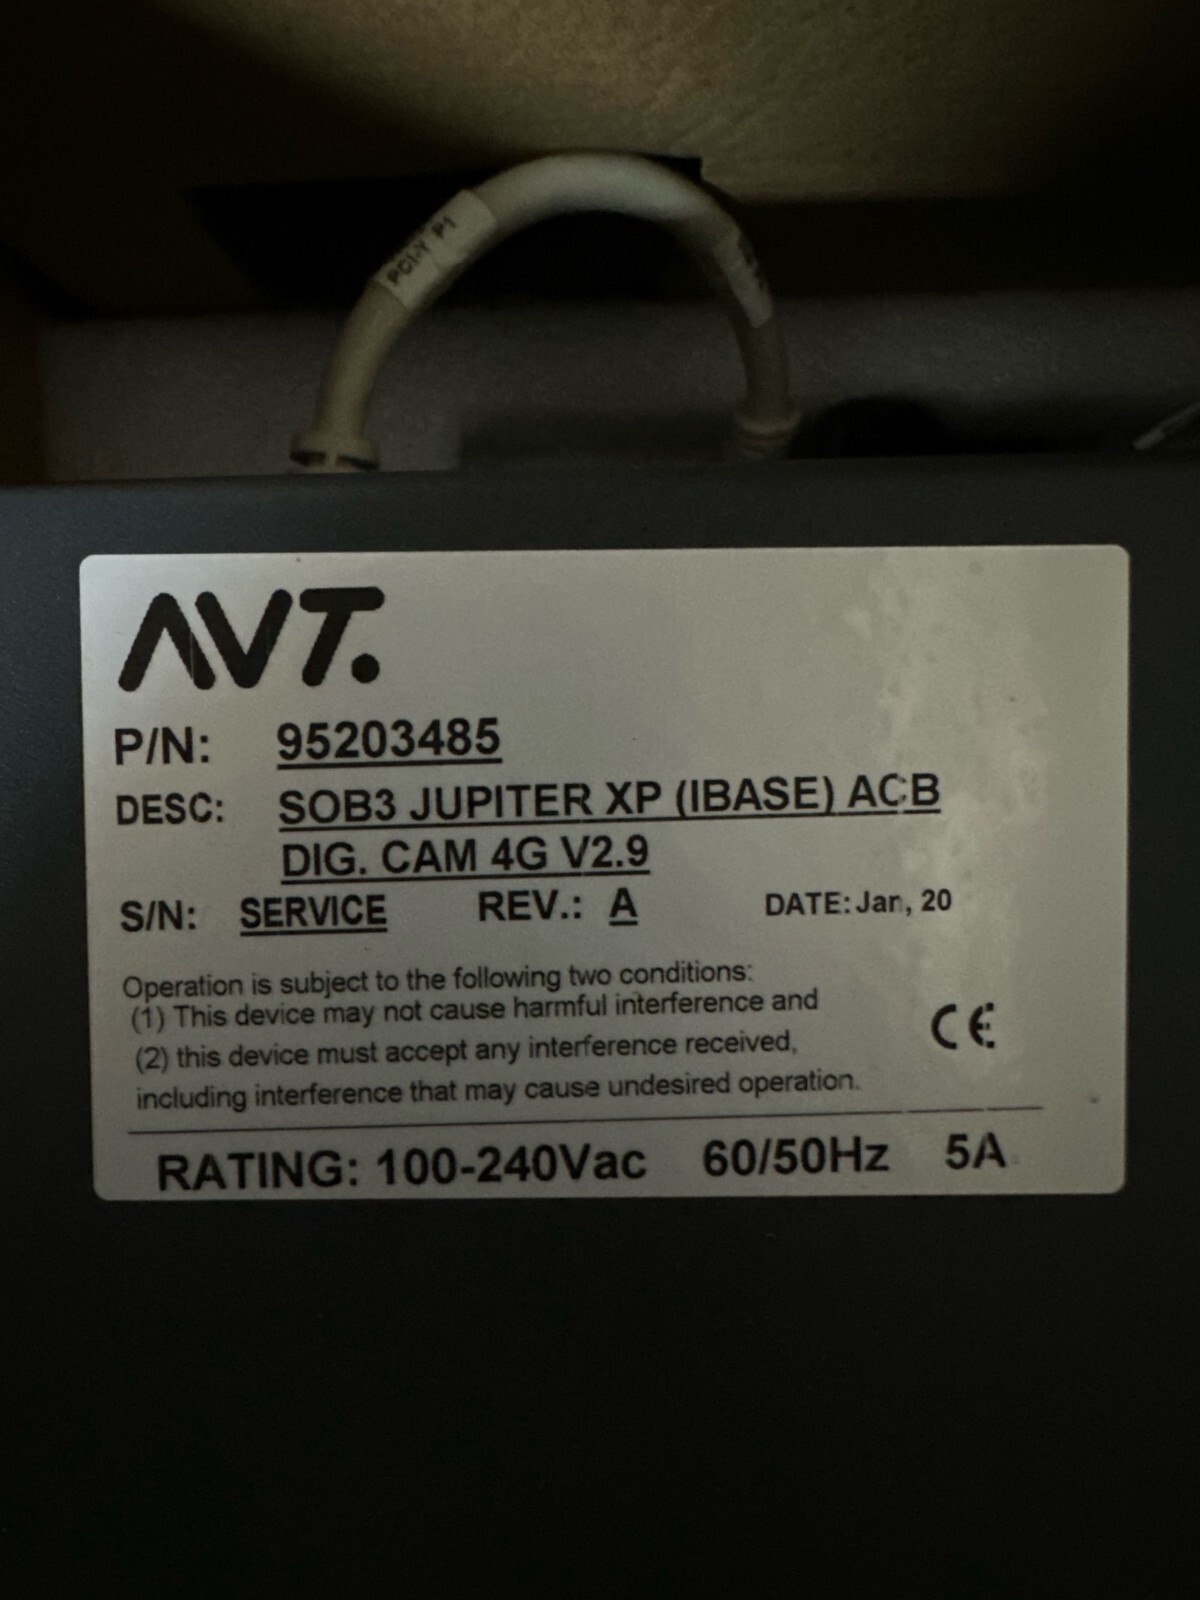 PCI-Y P1
AVT.
P/N: 95203485
DESC: SOB3 JUPITER XP (IBASE) ACB
DIG. CAM 4G V2.9
S/N: SERVICE REV.: A DATE: Jan, 20
Operation is subject to the following two conditions:
(1) This device may not cause harmful interference and
(2) this device must accept any interference received,
including interference that may cause undesired operation.
CE
RATING: 100-240Vac 60/50Hz 5A